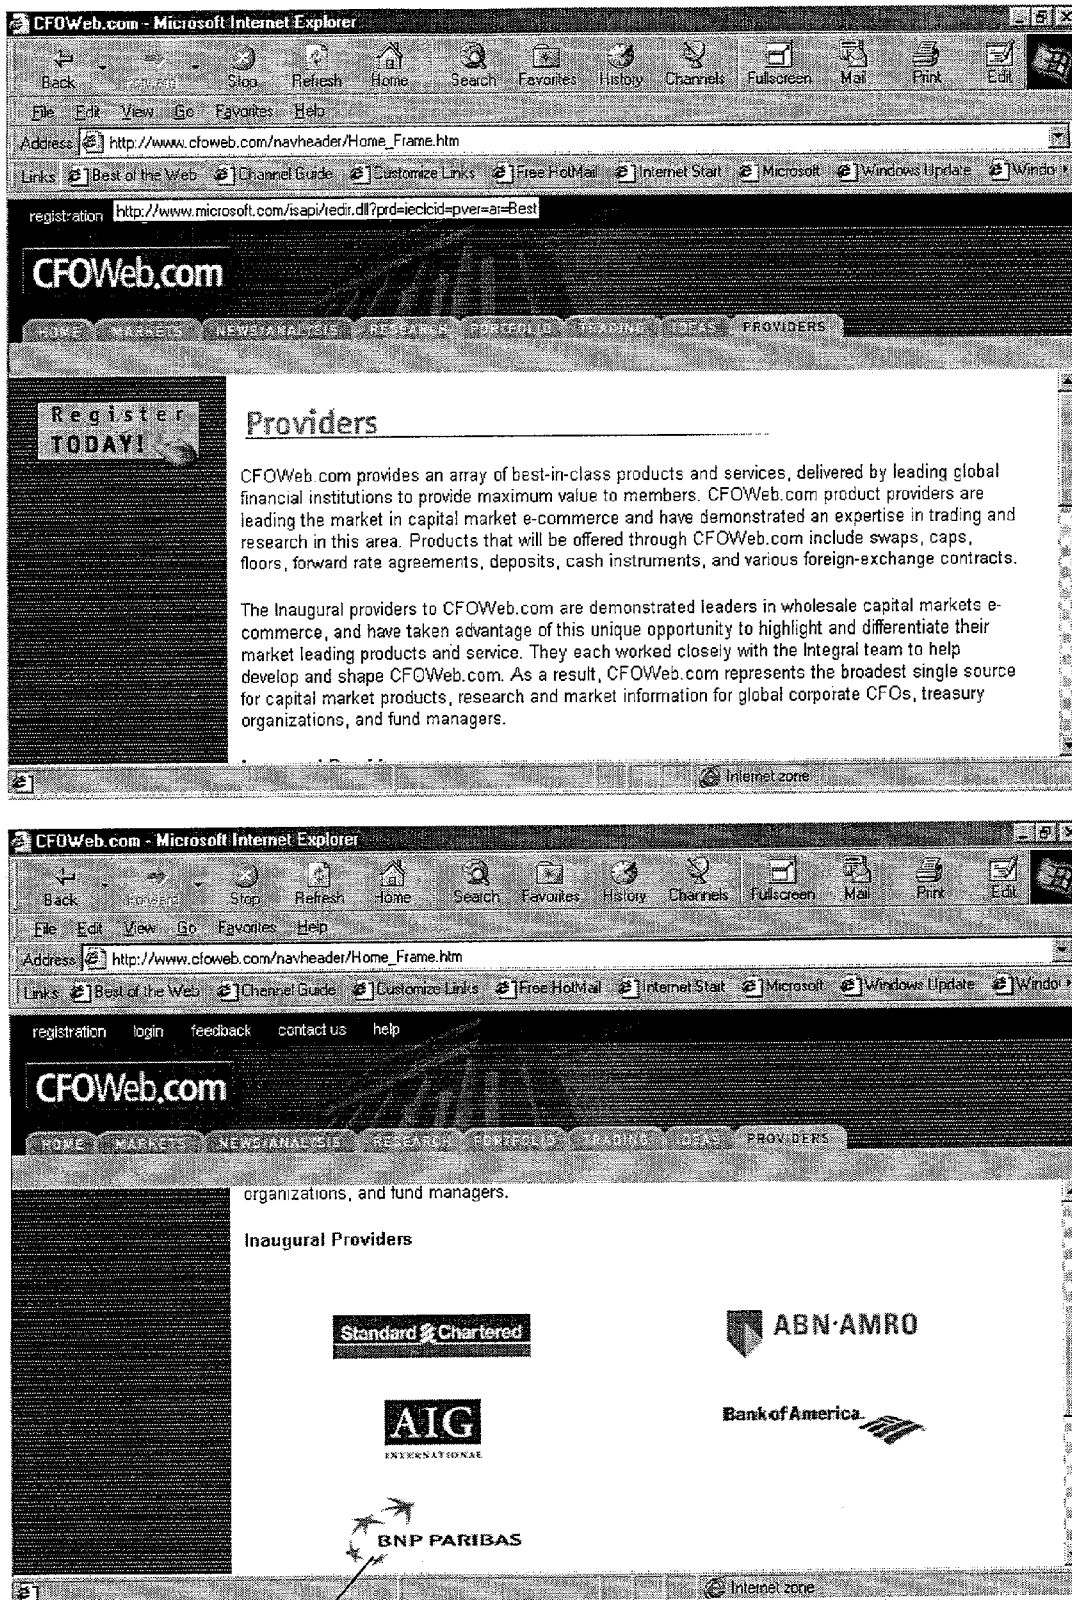 CFOWeb.com - Microsoft Internet Explorer
Back Stop Refresh Home Search Favorites History Channels Fullscreen Mail Print Edit
File Edit View Go Favorites Help
Address http://www.cfoweb.com/navheader/Home_Frame.htm
Links Best of the Web Channel Guide Customize Links Free HotMail Internet Start Microsoft Windows Update Windo
registration http://www.microsoft.com/isapi/redir.dll?prd=ieclcid=pver=ar=Best
CFOWeb.com
HOME MARKETS NEWS/ANALYSIS RESEARCH PORTFOLIO TRADING IDEAS PROVIDERS
Register
TODAY!
Providers
CFOWeb.com provides an array of best-in-class products and services, delivered by leading global
financial institutions to provide maximum value to members. CFOWeb.com product providers are
leading the market in capital market e-commerce and have demonstrated an expertise in trading and
research in this area. Products that will be offered through CFOWeb.com include swaps, caps,
floors, forward rate agreements, deposits, cash instruments, and various foreign-exchange contracts.
The Inaugural providers to CFOWeb.com are demonstrated leaders in wholesale capital markets e-
commerce, and have taken advantage of this unique opportunity to highlight and differentiate their
market leading products and service. They each worked closely with the Integral team to help
develop and shape CFOWeb.com. As a result, CFOWeb.com represents the broadest single source
for capital market products, research and market information for global corporate CFOs, treasury
organizations, and fund managers.
Internet zone
CFOWeb.com - Microsoft Internet Explorer
Back Forward Stop Refresh Home Search Favorites History Channels Fullscreen Mail Print Edit
File Edit View Go Favorites Help
Address http://www.cfoweb.com/navheader/Home_Frame.htm
Links Best of the Web Channel Guide Customize Links Free HotMail Internet Start Microsoft Windows Update Windo
registration login feedback contact us help
CFOWeb.com
HOME MARKETS NEWS/ANALYSIS RESEARCH PORTFOLIO TRADING IDEAS PROVIDERS
organizations, and fund managers.
Inaugural Providers
Standard Chartered
ABN·AMRO
AIG
INTERNATIONAL
Bank of America
BNP PARIBAS
Internet zone